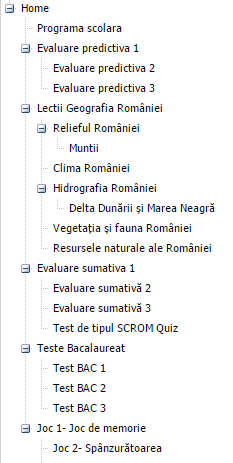 Home
Programa scolara
Evaluare predictiva 1
Evaluare predictiva 2
Evaluare predictiva 3
Lectii Geografia României
Relieful României
Muntii
Clima României
Hidrografia României
Delta Dunării și Marea Neagră
Vegetația și fauna României
Resursele naturale ale României
Evaluare sumativa 1
Evaluare sumativă 2
Evaluare sumativă 3
Test de tipul SCROM Quiz
Teste Bacalaureat
Test BAC 1
Test BAC 2
Test BAC 3
Joc 1- Joc de memorie
Joc 2- Spânzurătoarea